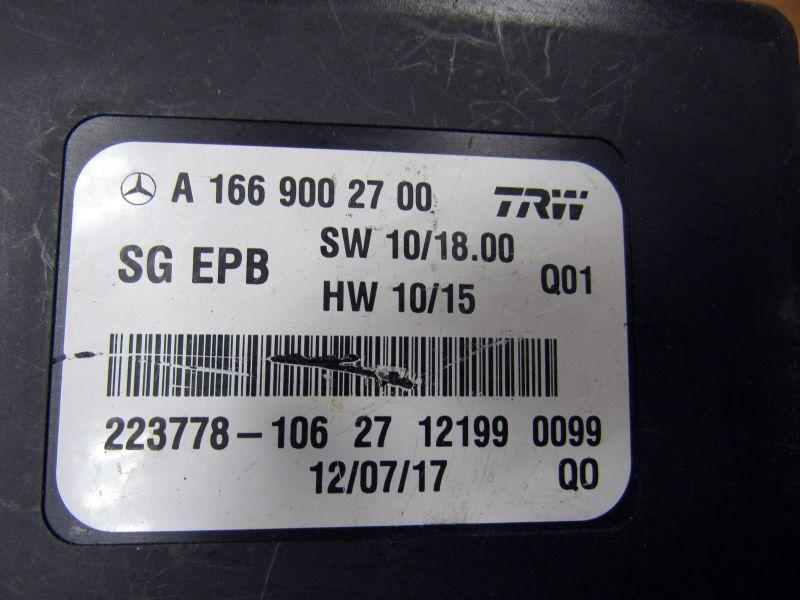 A 166 900 27 00 TRW
SG EPB SW 10/18.00 Q01
HW 10/15
223778-106 27 12199 0099
12/07/17 Q0